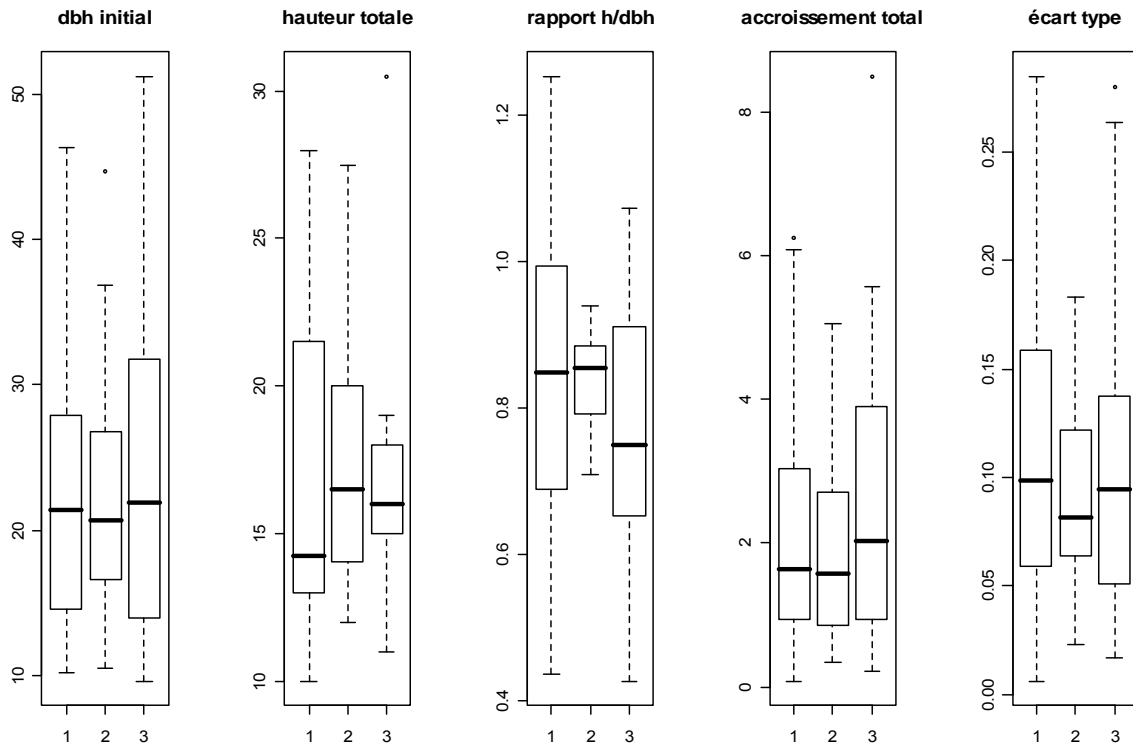 dbh initial
hauteur totale
rapport h/dbh
accroissement total
écart type
50
40
30
20
10
1 2 3
30
25
20
15
10
1 2 3
1.2
1.0
0.8
0.6
0.4
1 2 3
8
6
4
2
0
1 2 3
0.25
0.20
0.15
0.10
0.05
0.00
1 2 3